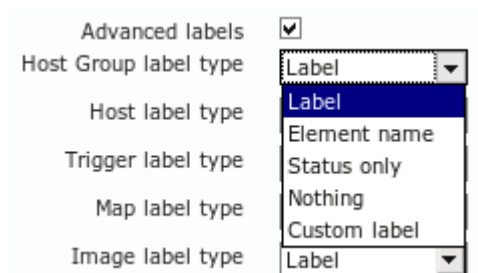 Advanced labels
Host Group label type Label
Label
Host label type
Element name
Trigger label type Status only
Nothing
Map label type
Custom label
Image label type Label